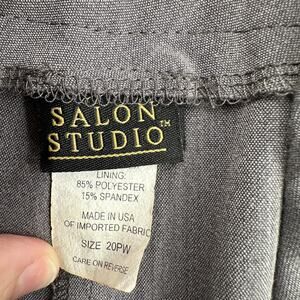 SALON
STUDIO™
LINING:
85% POLYESTER
15% SPANDEX
MADE IN USA
OF IMPORTED FABRIC
SIZE 20PW
CARE ON REVERSE